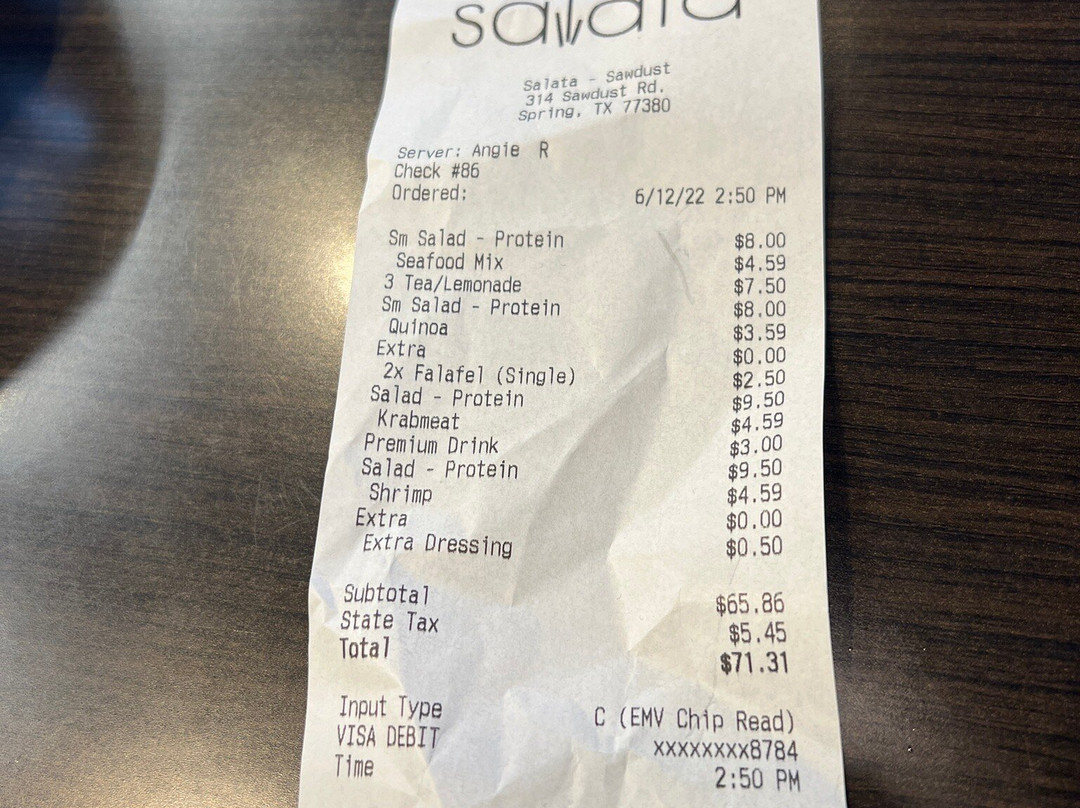 salata
Salata - Sawdust
314 Sawdust Rd.
Spring, TX 77380
Server: Angie R
Check #86
Ordered: 6/12/22 2:50 PM
Sm Salad - Protein $8.00
Seafood Mix $4.59
3 Tea/Lemonade $7.50
Sm Salad - Protein $8.00
Quinoa $3.59
Extra $0.00
2x Falafel (Single) $2.50
Salad - Protein $9.50
Krabmeat $4.59
Premium Drink $3.00
Salad - Protein $9.50
Shrimp $4.59
Extra $0.00
Extra Dressing $0.50
Subtotal $65.86
State Tax $5.45
Total $71.31
Input Type C (EMV Chip Read)
VISA DEBIT xxxxxxxx8784
Time 2:50 PM